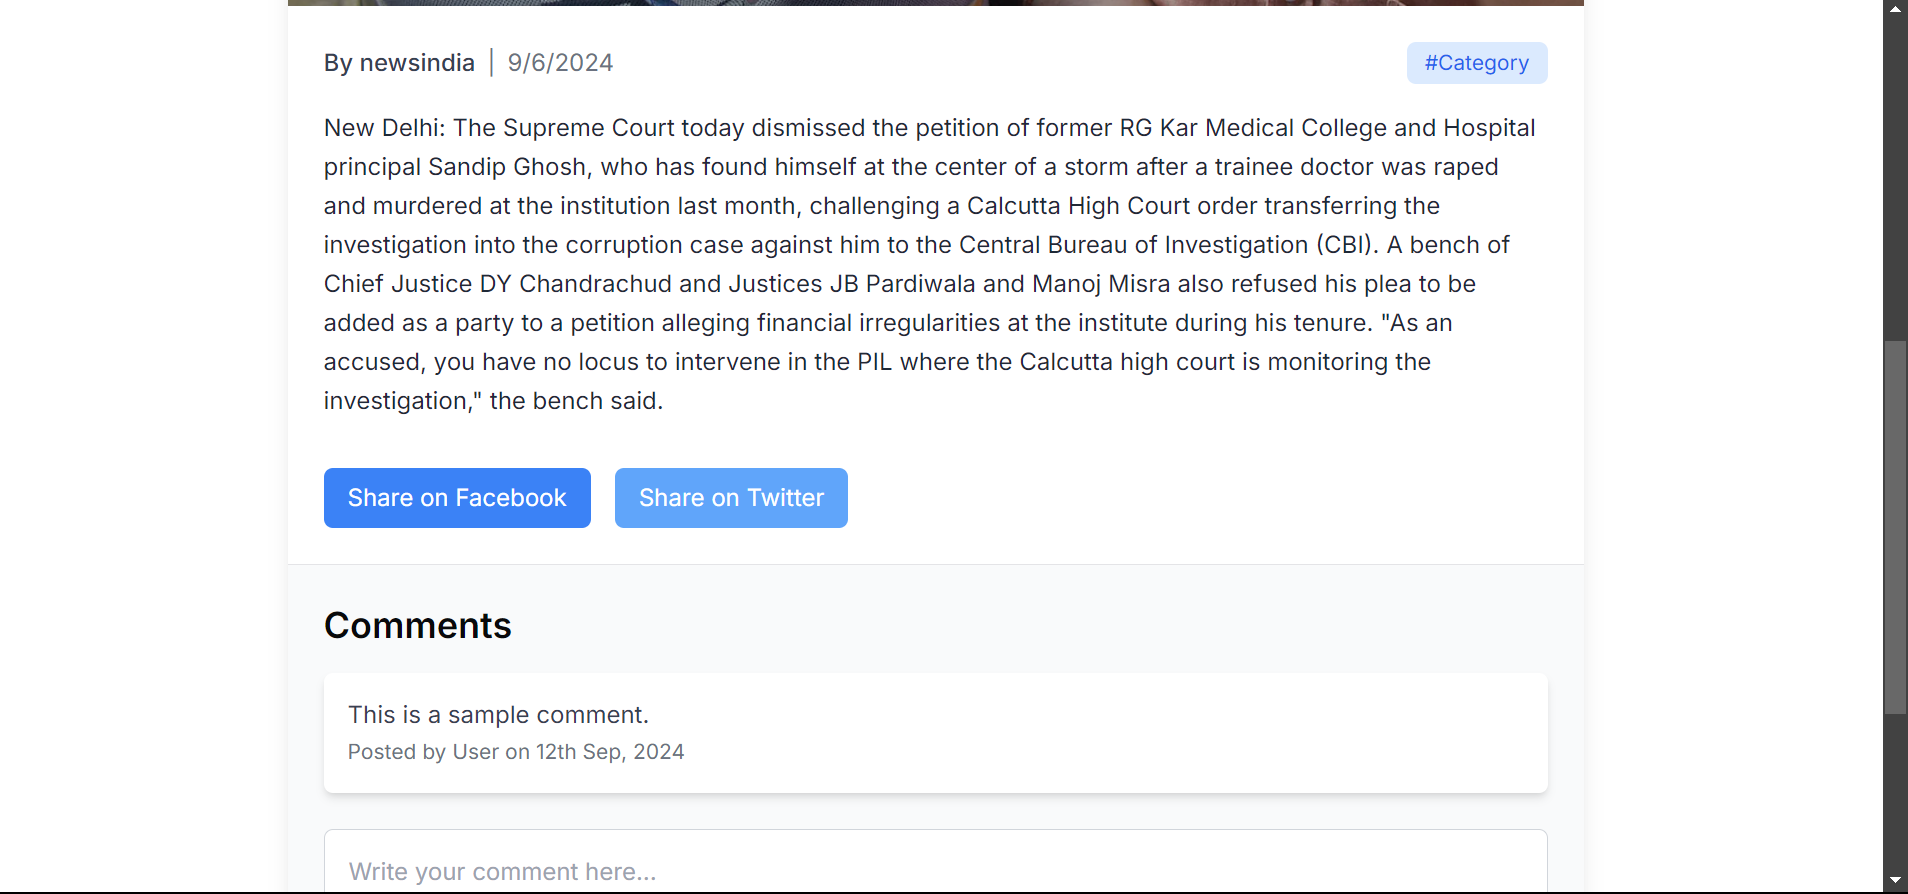 By newsindia | 9/6/2024
#Category
New Delhi: The Supreme Court today dismissed the petition of former RG Kar Medical College and Hospital
principal Sandip Ghosh, who has found himself at the center of a storm after a trainee doctor was raped
and murdered at the institution last month, challenging a Calcutta High Court order transferring the
investigation into the corruption case against him to the Central Bureau of Investigation (CBI). A bench of
Chief Justice DY Chandrachud and Justices JB Pardiwala and Manoj Misra also refused his plea to be
added as a party to a petition alleging financial irregularities at the institute during his tenure. "As an
accused, you have no locus to intervene in the PIL where the Calcutta high court is monitoring the
investigation," the bench said.
Share on Facebook
Share on Twitter
Comments
This is a sample comment.
Posted by User on 12th Sep, 2024
Write your comment here...